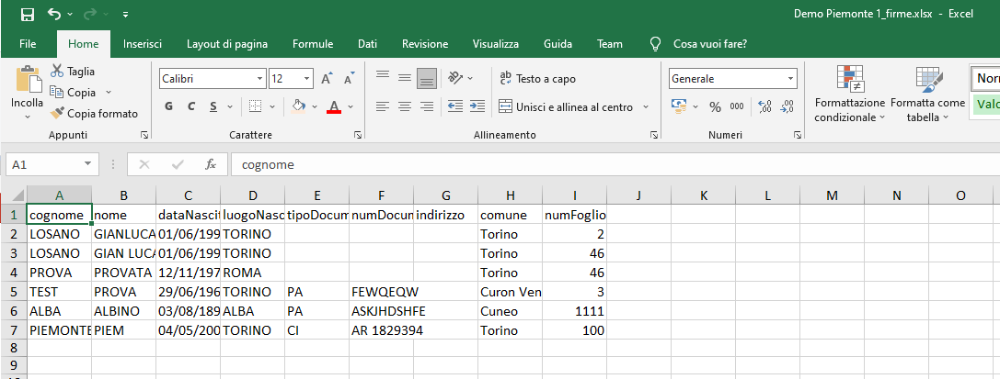 Demo Piemonte 1_firme.xlsx - Excel
File Home Inserisci Layout di pagina Formule Dati Revisione Visualizza Guida Team Cosa vuoi fare?
Incolla
Taglia
Copia
Copia formato
Appunti
Calibri 12
G C S
A
Carattere
ab Testo a capo
Unisci e allinea al centro
Allineamento
Generale
% 000
Numeri
Formattazione condizionale
Formatta come tabella
Norr
Valo
A1 fx cognome
A B C D E F G H I J K L M N O
1 cognome nome dataNascit luogoNasc tipoDocum numDocum indirizzo comune numFoglio
2 LOSANO GIANLUCA 01/06/199 TORINO Torino 2
3 LOSANO GIAN LUCA 01/06/199 TORINO Torino 46
4 PROVA PROVATA 12/11/197 ROMA Torino 46
5 TEST PROVA 29/06/196 TORINO PA FEWQEQW Curon Ven 3
6 ALBA ALBINO 03/08/189 ALBA PA ASKJHDSHFE Cuneo 1111
7 PIEMONTE PIEM 04/05/200 TORINO CI AR 1829394 Torino 100
8
9